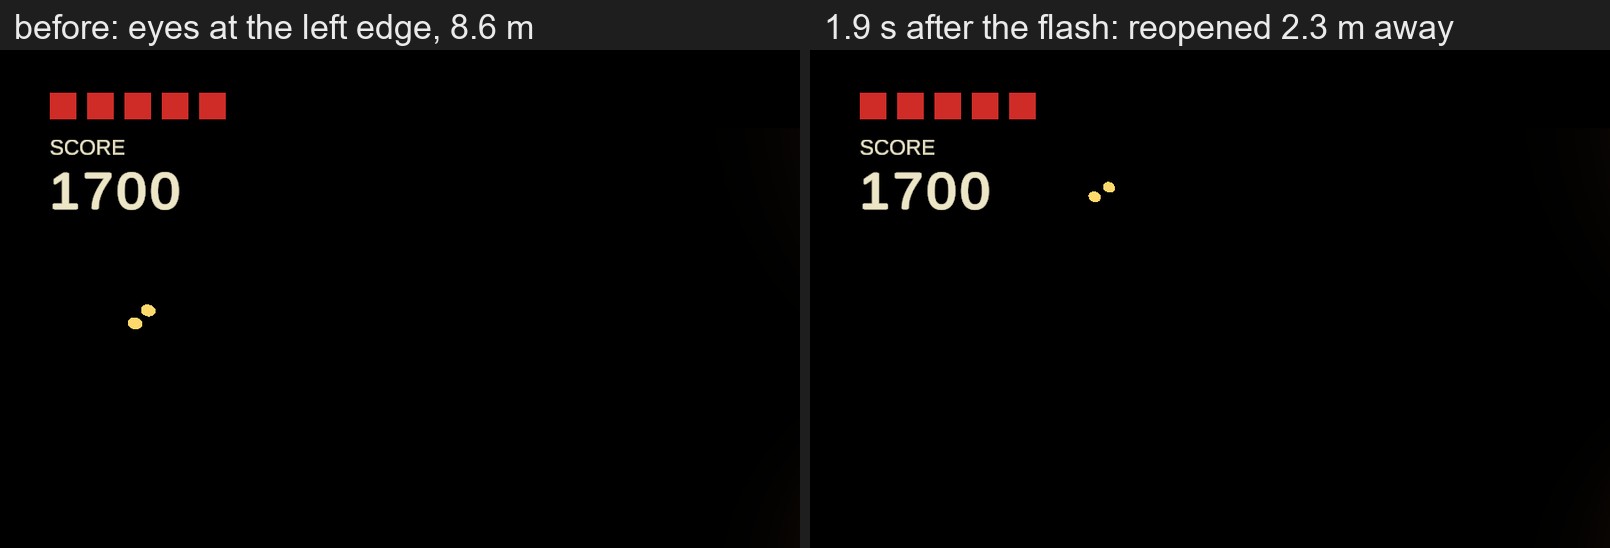 before: eyes at the left edge, 8.6 m
SCORE
1700
1.9 s after the flash: reopened 2.3 m away
SCORE
1700